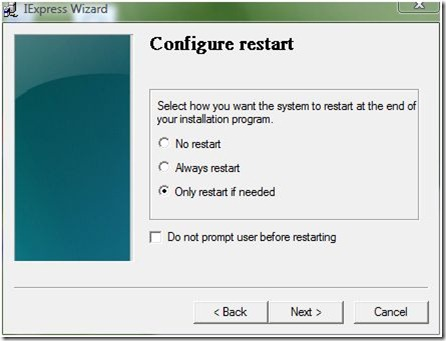 IExpress Wizard
Configure restart
Select how you want the system to restart at the end of
your installation program.
No restart
Always restart
Only restart if needed
Do not prompt user before restarting
< Back
Next >
Cancel